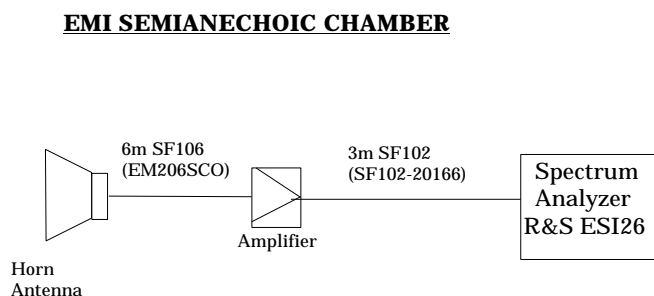 EMI SEMIANECHOIC CHAMBER
6m SF106
(EM206SCO)
3m SF102
(SF102-20166)
Spectrum
Analyzer
R&S ESI26
Amplifier
Horn
Antenna